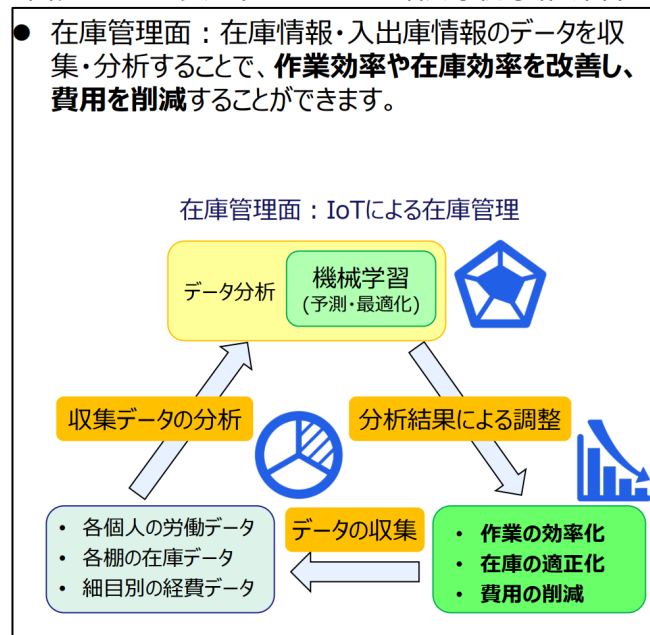 ● 在庫管理面：在庫情報・入出庫情報のデータを収
集・分析することで、作業効率や在庫効率を改善し、
費用を削減することができます。
在庫管理面：IoTによる在庫管理
データ分析
機械学習
(予測・最適化)
収集データの分析
分析結果による調整
・ 各個人の労働データ
・ 各棚の在庫データ
・ 細目別の経費データ
データの収集
・ 作業の効率化
・ 在庫の適正化
・ 費用の削減